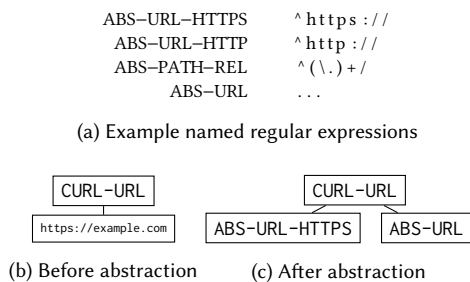 ABS–URL–HTTPS ^https://
ABS–URL–HTTP ^http://
ABS–PATH–REL ^(\.)+/
ABS–URL ...
(a) Example named regular expressions
CURL-URL
https://example.com
(b) Before abstraction
CURL-URL
ABS-URL-HTTPS ABS-URL
(c) After abstraction